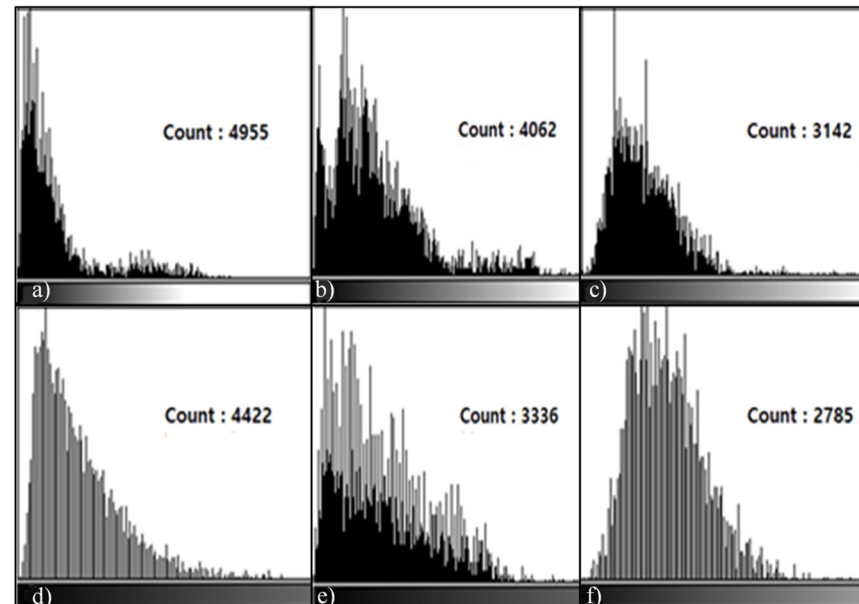 Count : 4955
Count : 4062
Count : 3142
a)
b)
c)
Count : 4422
Count : 3336
Count : 2785
d)
e)
f)